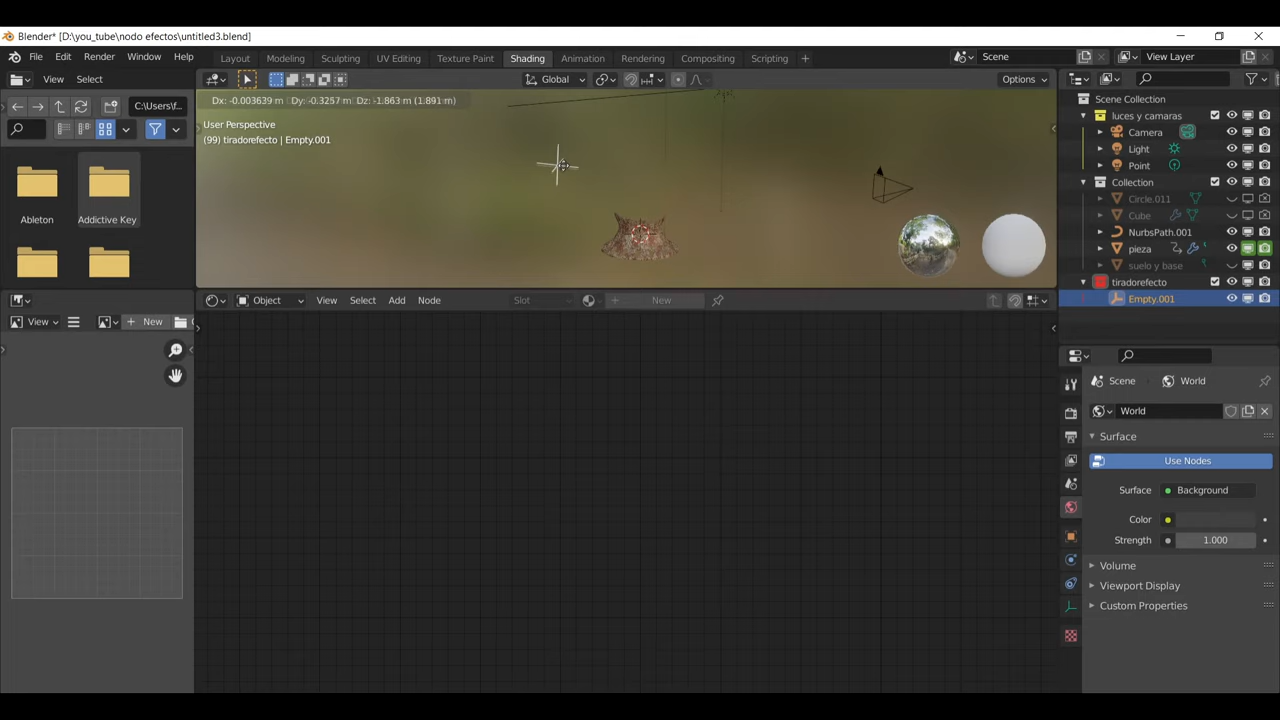 Blender* [D:\you_tube\nodo efectos\untitled3.blend]
File Edit Render Window Help Layout Modeling Sculpting UV Editing Texture Paint Shading Animation Rendering Compositing Scripting + Scene View Layer
View Select Global Options
C:\Users\f...
Dx: -0.003639 m Dy: -0.3257 m Dz: -1.863 m (1.891 m)
User Perspective
(99) tiradorefecto | Empty.001
Ableton Addictive Key
Scene Collection
luces y camaras
Camera
Light
Point
Collection
Circle.011
Cube
NurbsPath.001
pieza
suelo y base
tiradorefecto
Empty.001
View + New
Object View Select Add Node Slot + New
Scene World
World
Surface
Use Nodes
Surface Background
Color
Strength 1.000
Volume
Viewport Display
Custom Properties